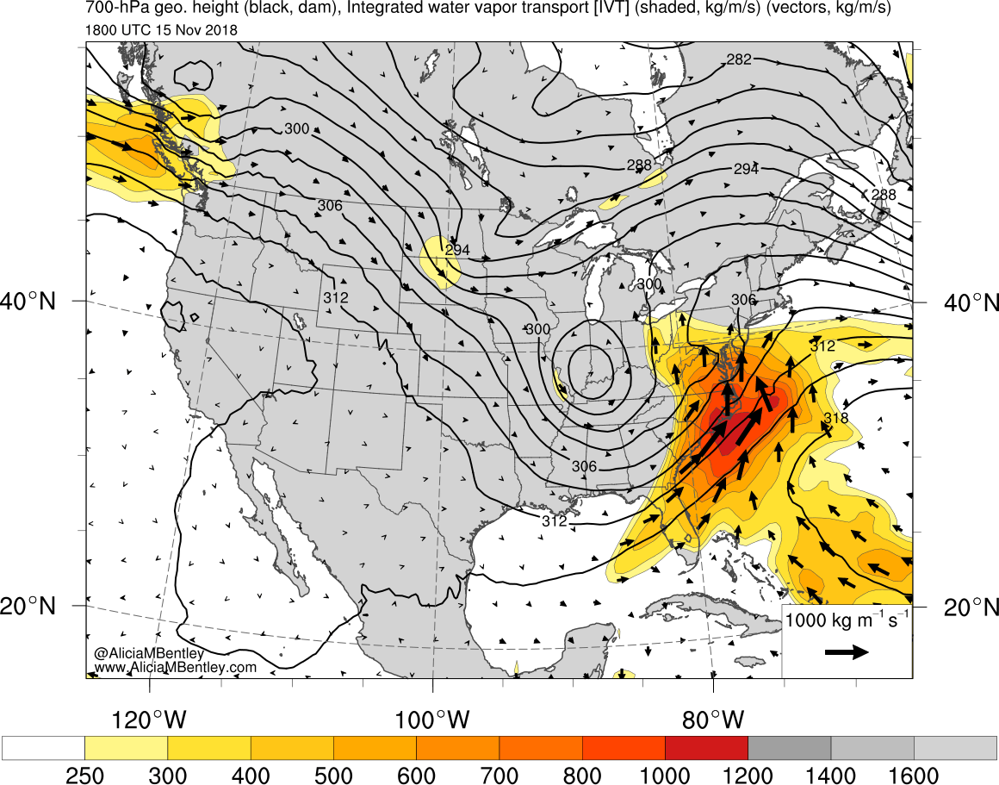 700-hPa geo. height (black, dam), Integrated water vapor transport [IVT] (shaded, kg/m/s) (vectors, kg/m/s)
1800 UTC 15 Nov 2018
282
300
288
294
288
306
294
300
312
306
300
312
318
306
312
40°N
40°N
20°N
20°N
1000 kg m⁻¹ s⁻¹
@AliciaMBentley
www.AliciaMBentley.com
120°W 100°W 80°W
250 300 400 500 600 700 800 1000 1200 1400 1600